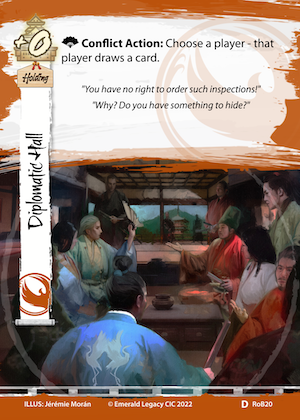 +0
Holding
Conflict Action: Choose a player - that
player draws a card.
"You have no right to order such inspections!"
"Why? Do you have something to hide?"
Diplomatic Hall
ILLUS: Jérémie Morán © Emerald Legacy CIC 2022 D RoB20